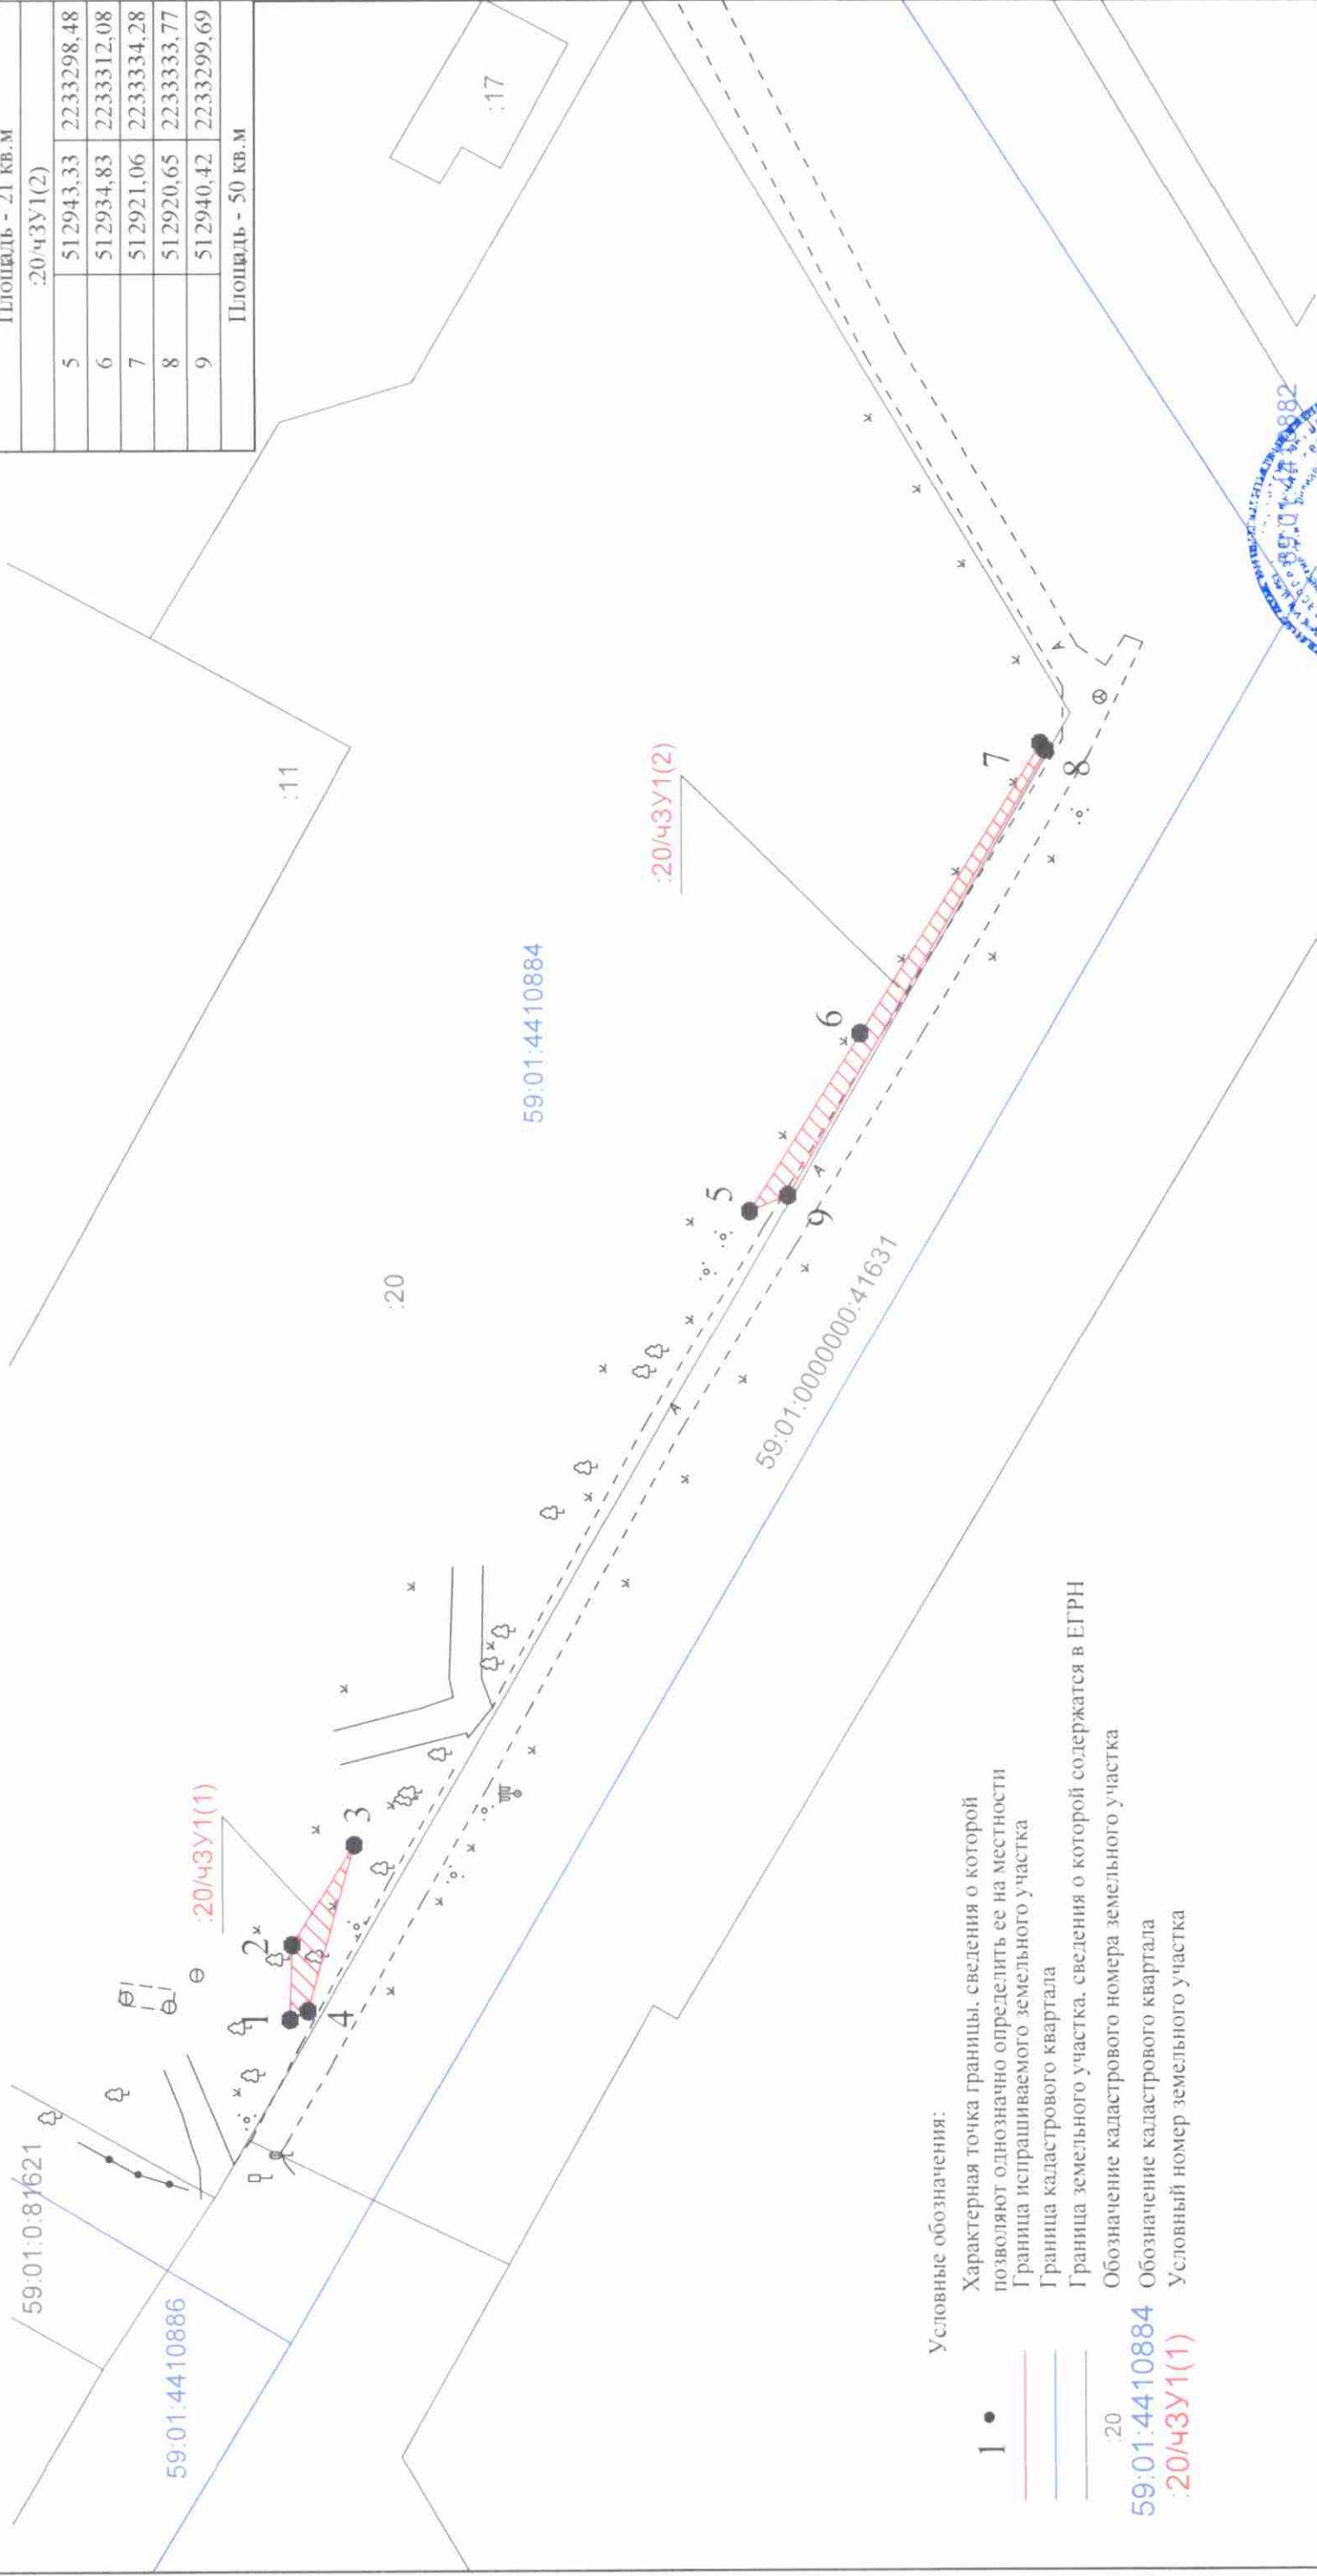 Площадь - 21 кв.м
:20/чЗУ1(2)
5 512943,33 2233298,48
6 512934,83 2233312,08
7 512921,06 2233334,28
8 512920,65 2233333,77
9 512940,42 2233299,69
Площадь - 50 кв.м
59:01:0:81621
59:01:4410886
:20/чЗУ1(1)
1
2
3
4
:20
:11
:17
59:01:4410884
:20/чЗУ1(2)
5
6
7
8
9
59:01:0000000:41631
59:01:4410882
Условные обозначения:
1 Характерная точка границы, сведения о которой
позволяют однозначно определить ее на местности
Граница испрашиваемого земельного участка
Граница кадастрового квартала
Граница земельного участка, сведения о которой содержатся в ЕГРН
:20 Обозначение кадастрового номера земельного участка
59:01:4410884 Обозначение кадастрового квартала
:20/чЗУ1(1) Условный номер земельного участка